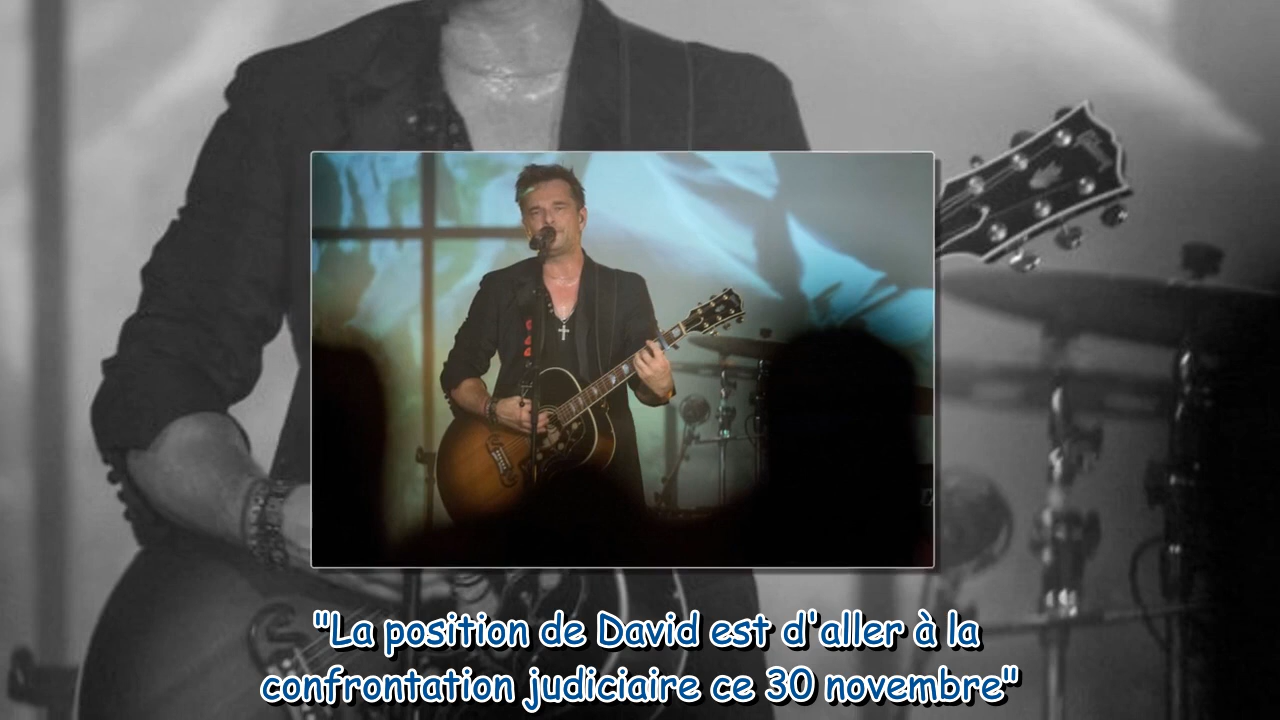 "La position de David est d'aller à la
confrontation judiciaire ce 30 novembre"